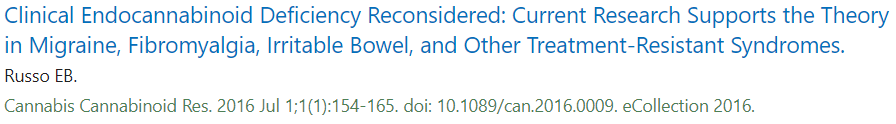 Clinical Endocannabinoid Deficiency Reconsidered: Current Research Supports the Theory
in Migraine, Fibromyalgia, Irritable Bowel, and Other Treatment-Resistant Syndromes.
Russo EB.
Cannabis Cannabinoid Res. 2016 Jul 1;1(1):154-165. doi: 10.1089/can.2016.0009. eCollection 2016.